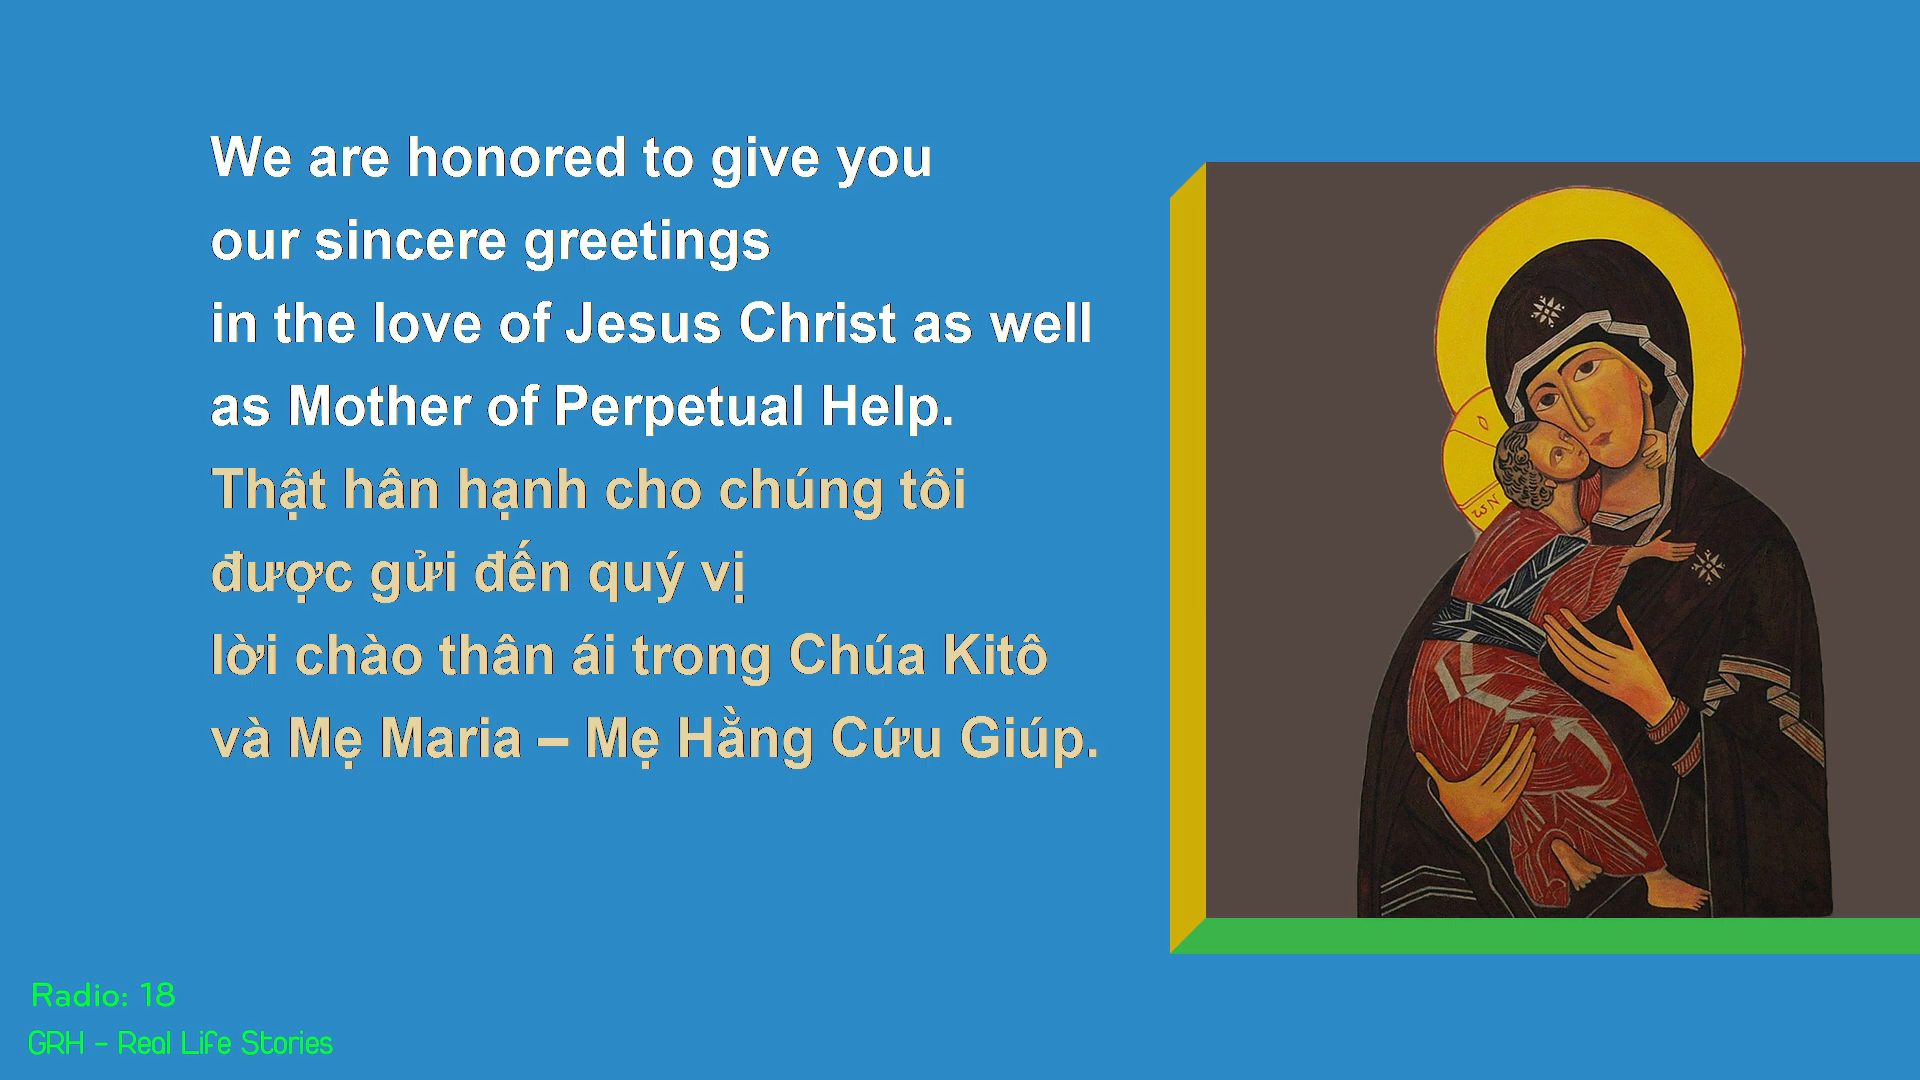 We are honored to give you
our sincere greetings
in the love of Jesus Christ as well
as Mother of Perpetual Help.
Thật hân hạnh cho chúng tôi
được gửi đến quý vị
lời chào thân ái trong Chúa Kitô
và Mẹ Maria – Mẹ Hằng Cứu Giúp.
Radio: 18
GRH - Real Life Stories